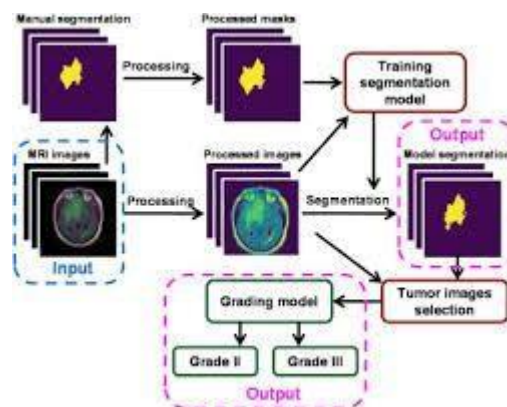 Manual segmentation
Processed masks
Processing
Training
segmentation
model
Output
MRI images
Processed images
Model segmentation
Processing
Segmentation
Input
Grading model
Tumor images
selection
Grade II
Grade III
Output